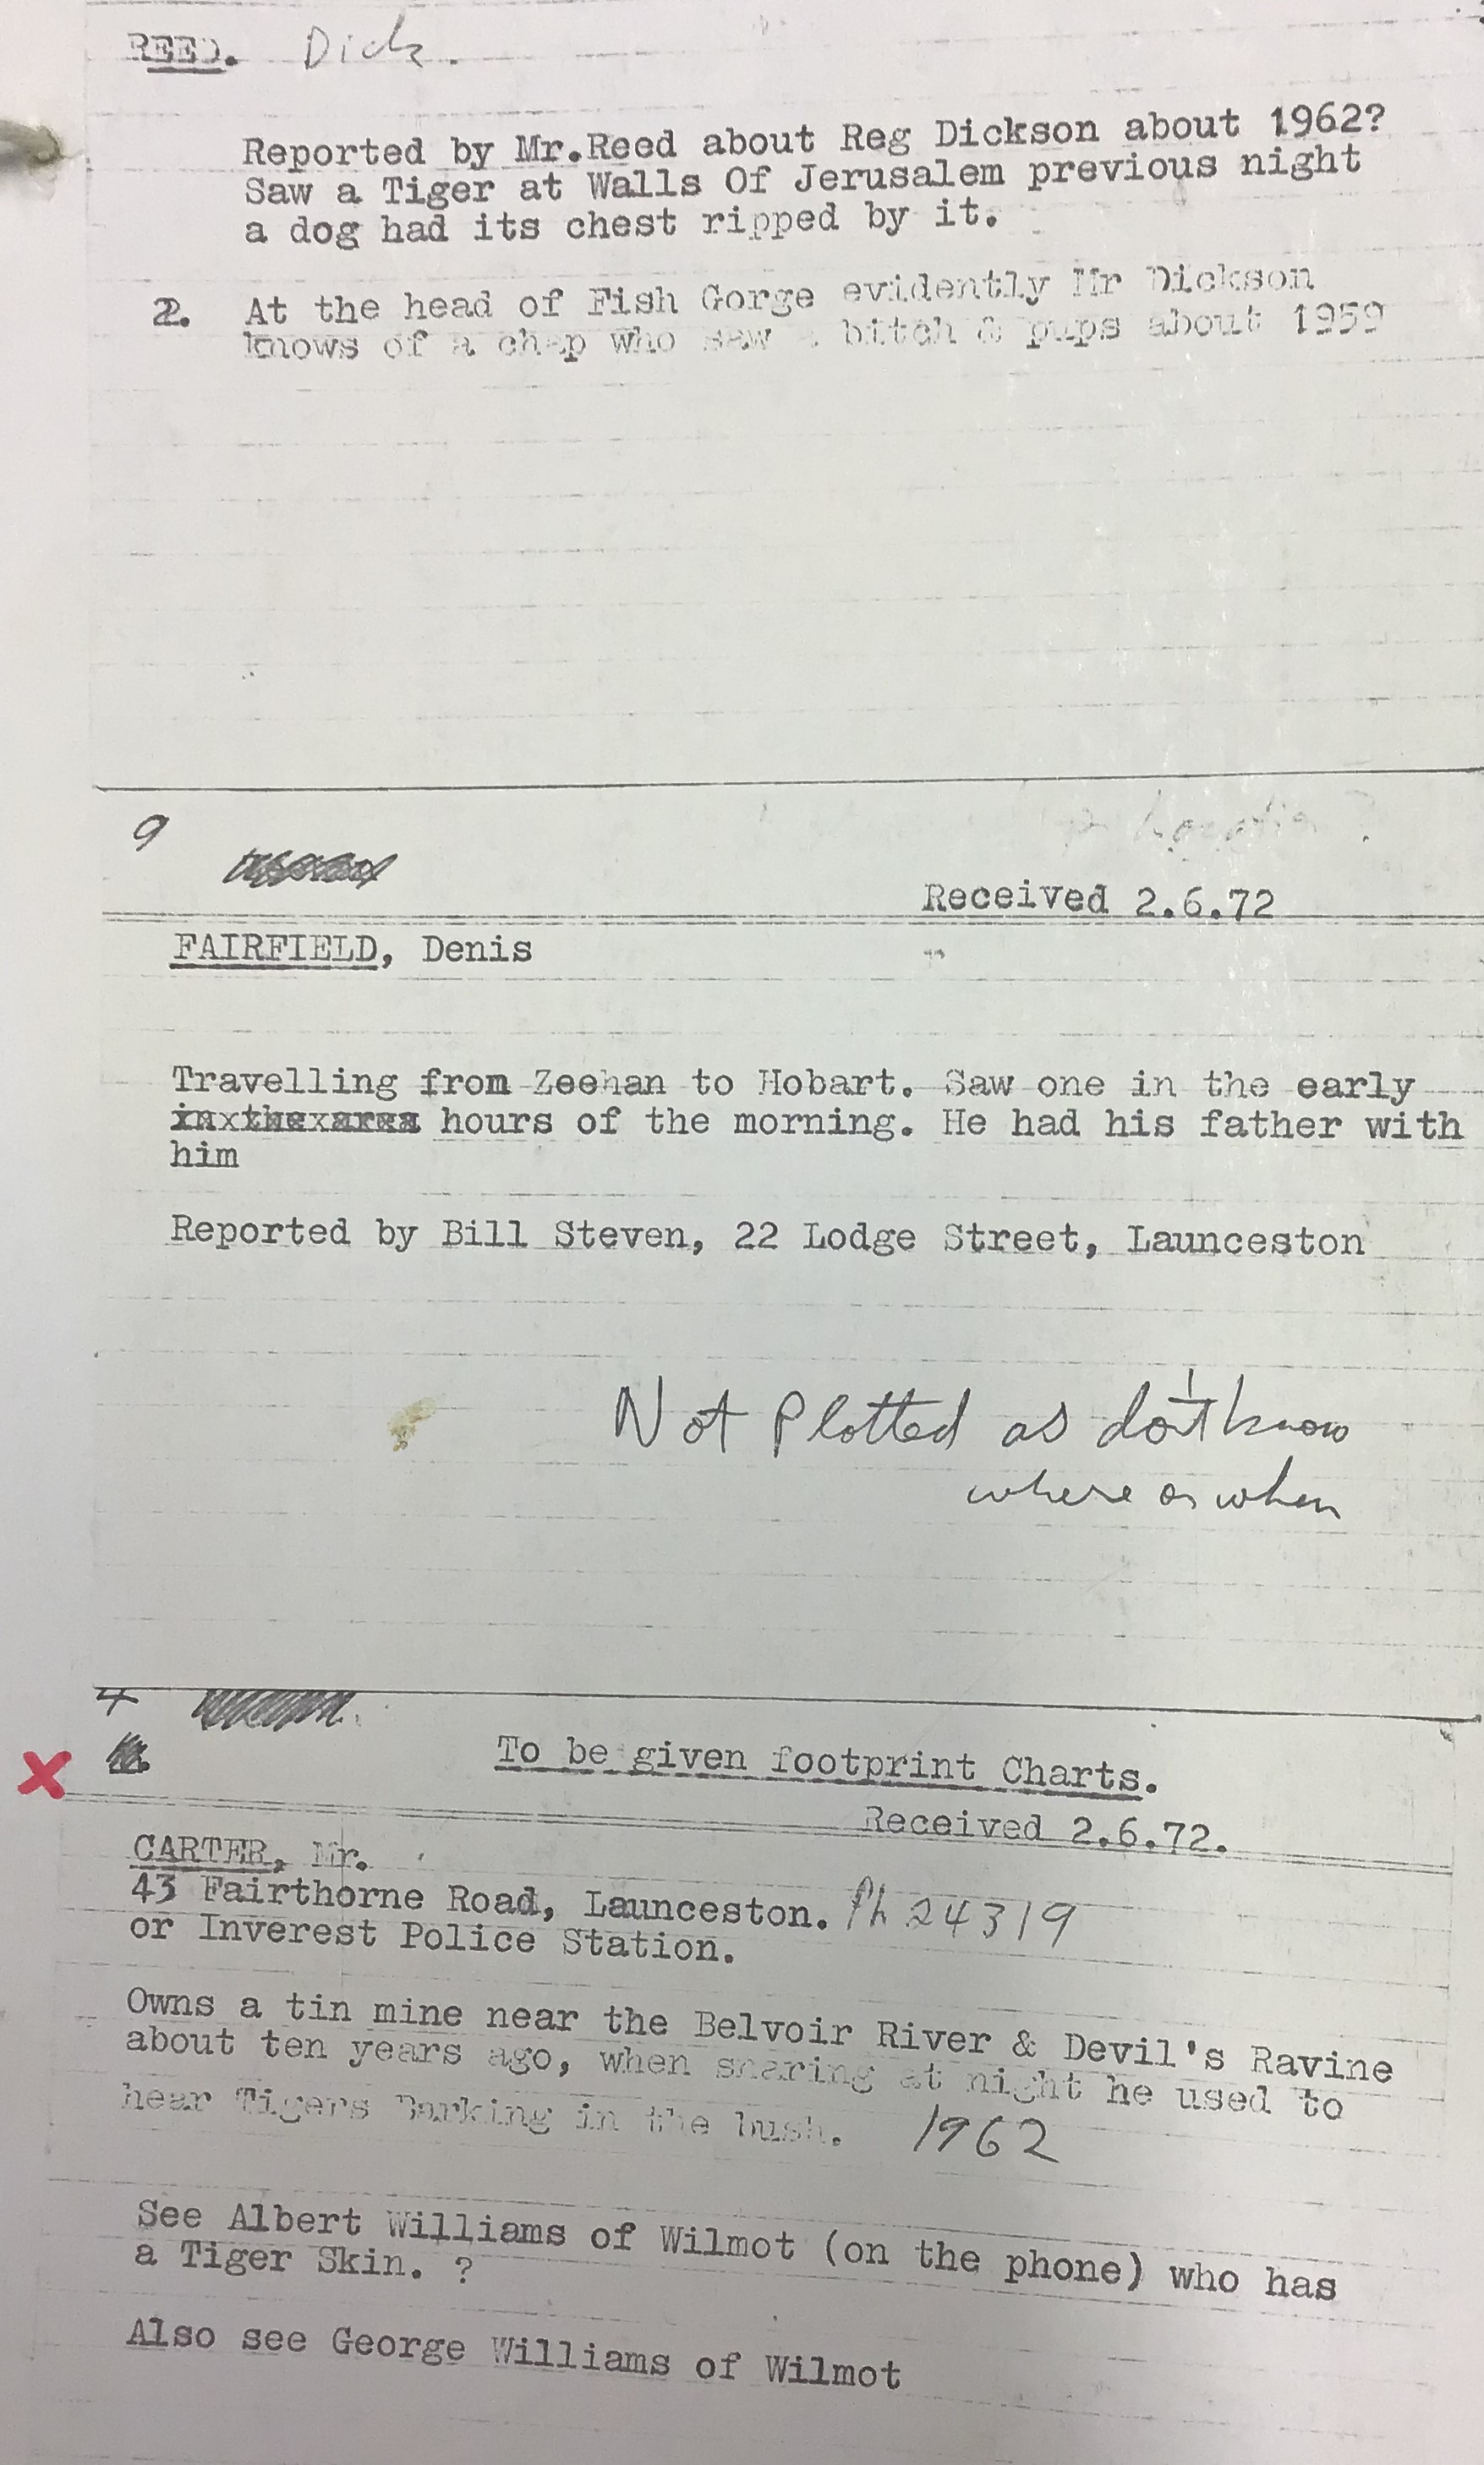 REED. Dick.
Reported by Mr.Reed about Reg Dickson about 1962?
Saw a Tiger at Walls Of Jerusalem previous night
a dog had its chest ripped by it.
2. At the head of Fish Gorge evidently Mr Dickson
knows of a chap who saw a bitch & pups about 1959
9
Received 2.6.72
FAIRFIELD, Denis
Travelling from Zeehan to Hobart. Saw one in the early
inxthexarea hours of the morning. He had his father with
him
Reported by Bill Steven, 22 Lodge Street, Launceston
Not Plotted as don't know
where or when
4
X
To be given footprint Charts.
Received 2.6.72.
CARTER, Mr.
43 Fairthorne Road, Launceston. Ph 24319
or Inverest Police Station.
Owns a tin mine near the Belvoir River & Devil's Ravine
about ten years ago, when snaring at night he used to
hear Tigers Barking in the bush. 1962
See Albert Williams of Wilmot (on the phone) who has
a Tiger Skin. ?
Also see George Williams of Wilmot